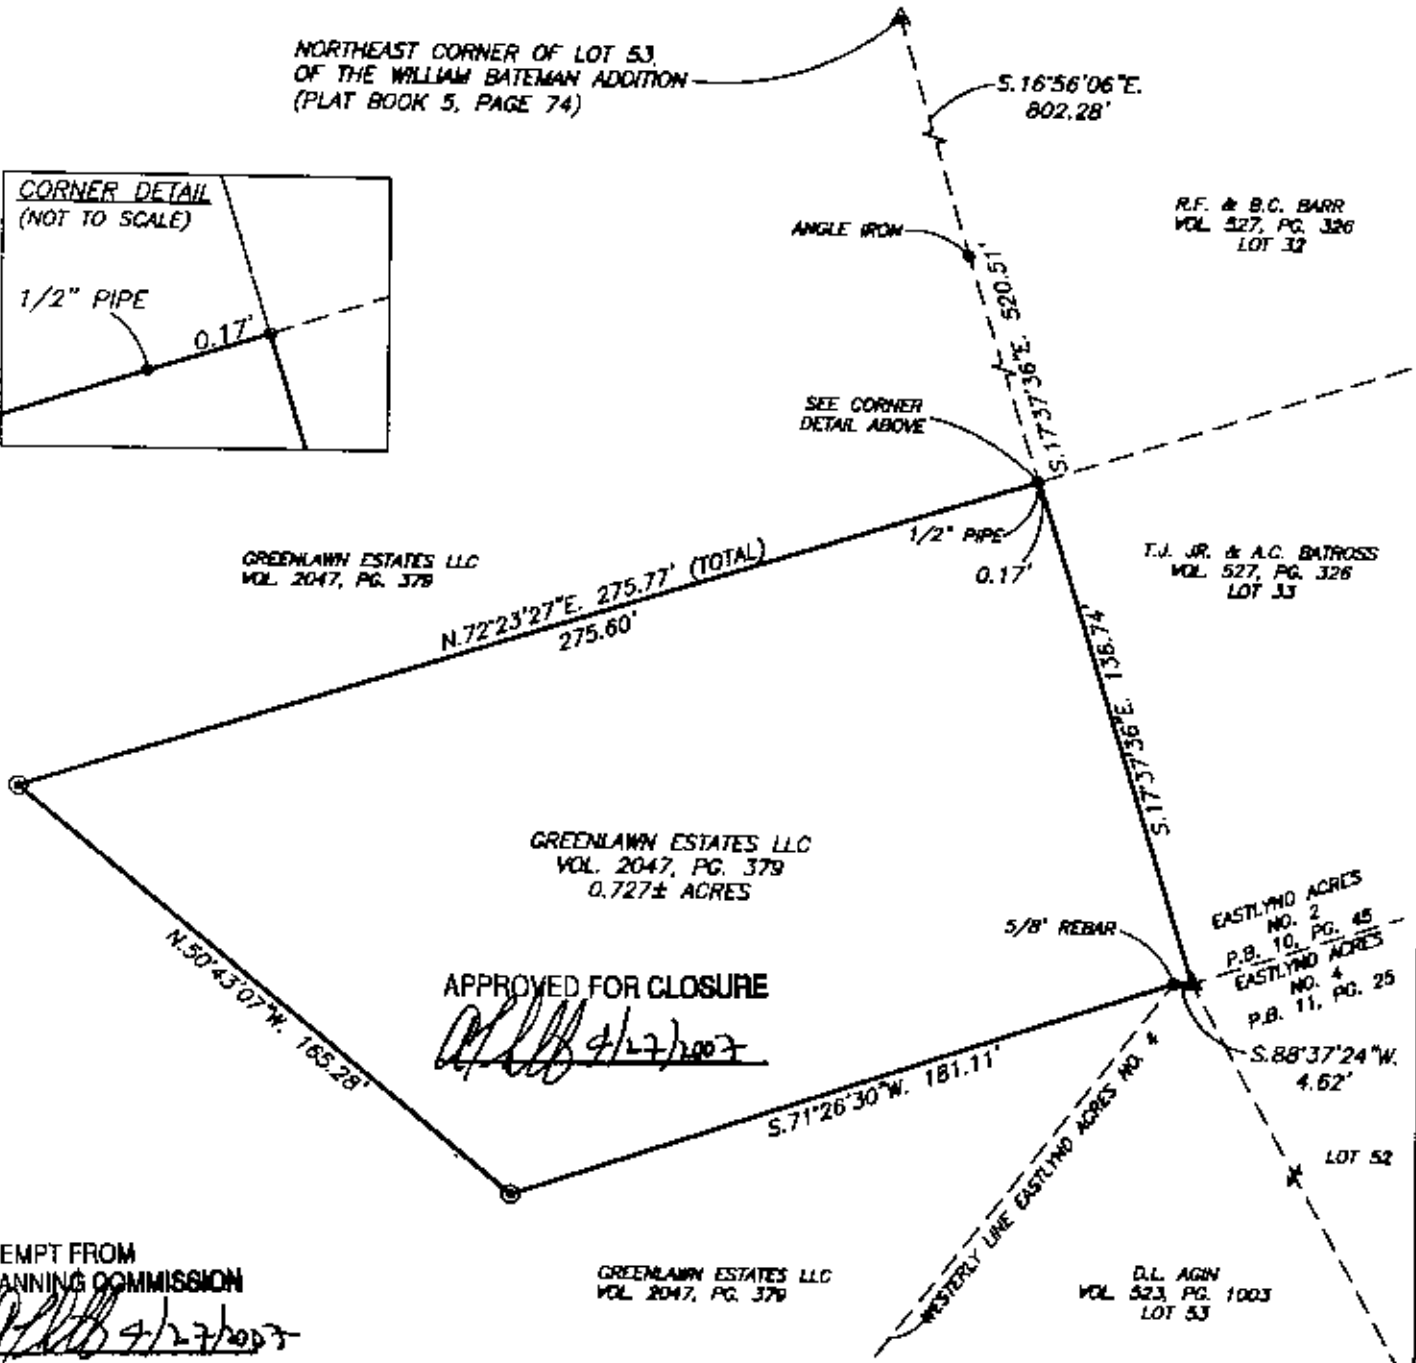 NORTHEAST CORNER OF LOT 53
OF THE WILLIAM BATEMAN ADDITION
(PLAT BOOK 5, PAGE 74)
S.16°56'06"E.
802.28'
CORNER DETAIL
(NOT TO SCALE)
1/2" PIPE
0.17'
ANGLE IRON
R.F. & B.C. BARR
VOL. 527, PG. 326
LOT 32
S.17°37'36"E. 520.51'
SEE CORNER
DETAIL ABOVE
1/2" PIPE
0.17'
GREENLAWN ESTATES LLC
VOL. 2047, PG. 379
N.72°23'27"E. 275.77' (TOTAL)
275.60'
T.J. JR. & A.C. BATROSS
VOL. 527, PG. 326
LOT 33
S.17°37'36"E. 136.74'
GREENLAWN ESTATES LLC
VOL. 2047, PG. 379
0.727± ACRES
5/8' REBAR
EASTLYND ACRES
NO. 2
P.B. 10, PG. 45
EASTLYND ACRES
NO. 4
P.B. 11, PG. 25
N.50°43'07"W. 165.28'
APPROVED FOR CLOSURE
4/27/2007
S.71°26'30"W. 181.11'
S.88°37'24"W.
4.62'
WESTERLY LINE EASTLYND ACRES NO. 4
LOT 52
EMPT FROM
ANNING COMMISSION
4/27/2007
GREENLAWN ESTATES LLC
VOL. 2047, PG. 379
D.L. AGIN
VOL. 523, PG. 1003
LOT 53